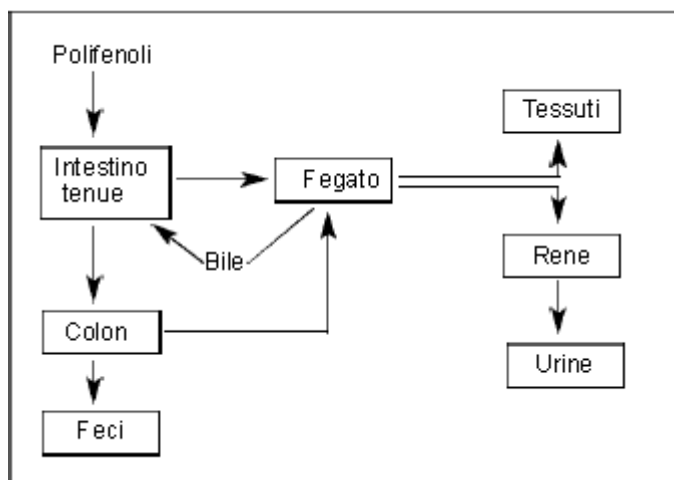 Polifenoli
Tessuti
Intestino
tenue
Fegato
Bile
Rene
Colon
Urine
Feci